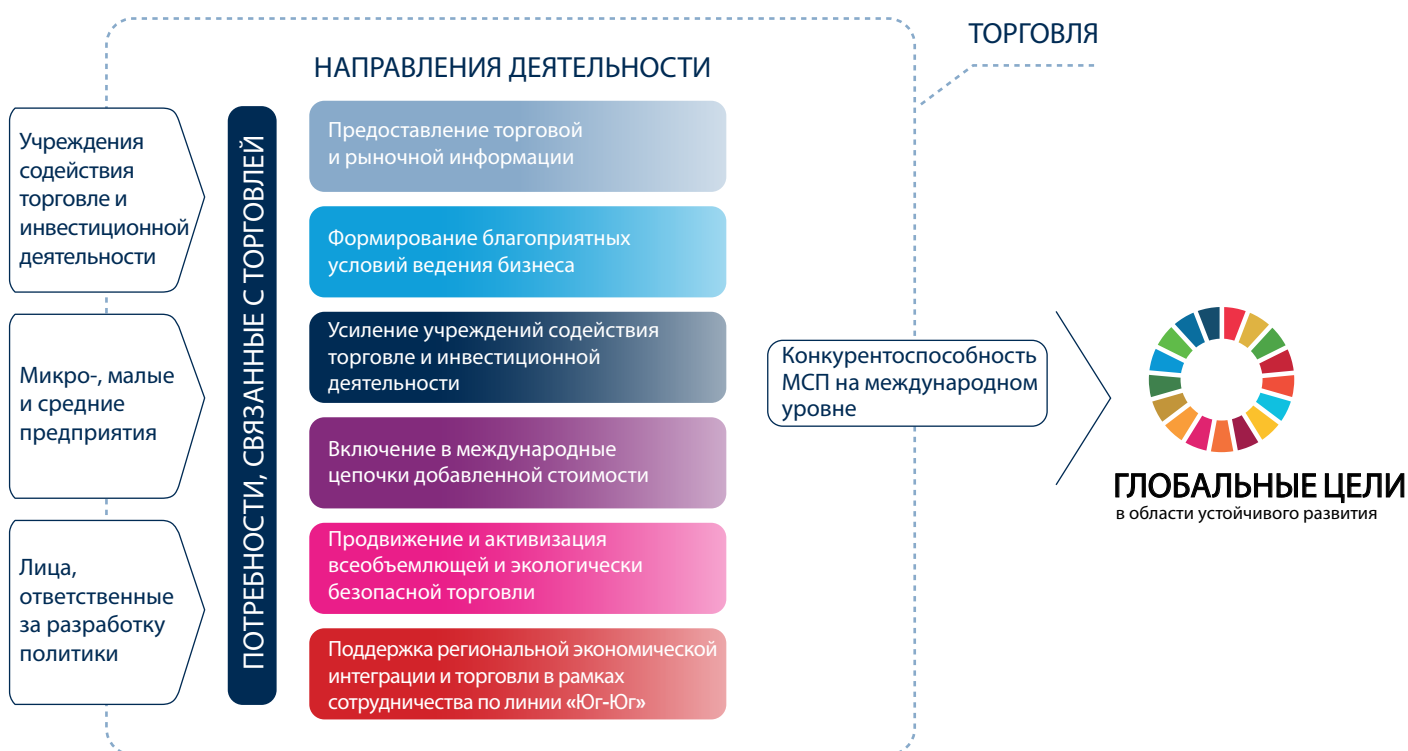 ТОРГОВЛЯ
НАПРАВЛЕНИЯ ДЕЯТЕЛЬНОСТИ
Учреждения
содействия
торговле и
инвестиционной
деятельности
Микро-, малые
и средние
предприятия
Лица,
ответственные
за разработку
политики
ПОТРЕБНОСТИ, СВЯЗАННЫЕ С ТОРГОВЛЕЙ
Предоставление торговой
и рыночной информации
Формирование благоприятных
условий ведения бизнеса
Усиление учреждений содействия
торговле и инвестиционной
деятельности
Включение в международные
цепочки добавленной стоимости
Продвижение и активизация
всеобъемлющей и экологически
безопасной торговли
Поддержка региональной экономической
интеграции и торговли в рамках
сотрудничества по линии «Юг-Юг»
Конкурентоспособность
МСП на международном
уровне
ГЛОБАЛЬНЫЕ ЦЕЛИ
в области устойчивого развития